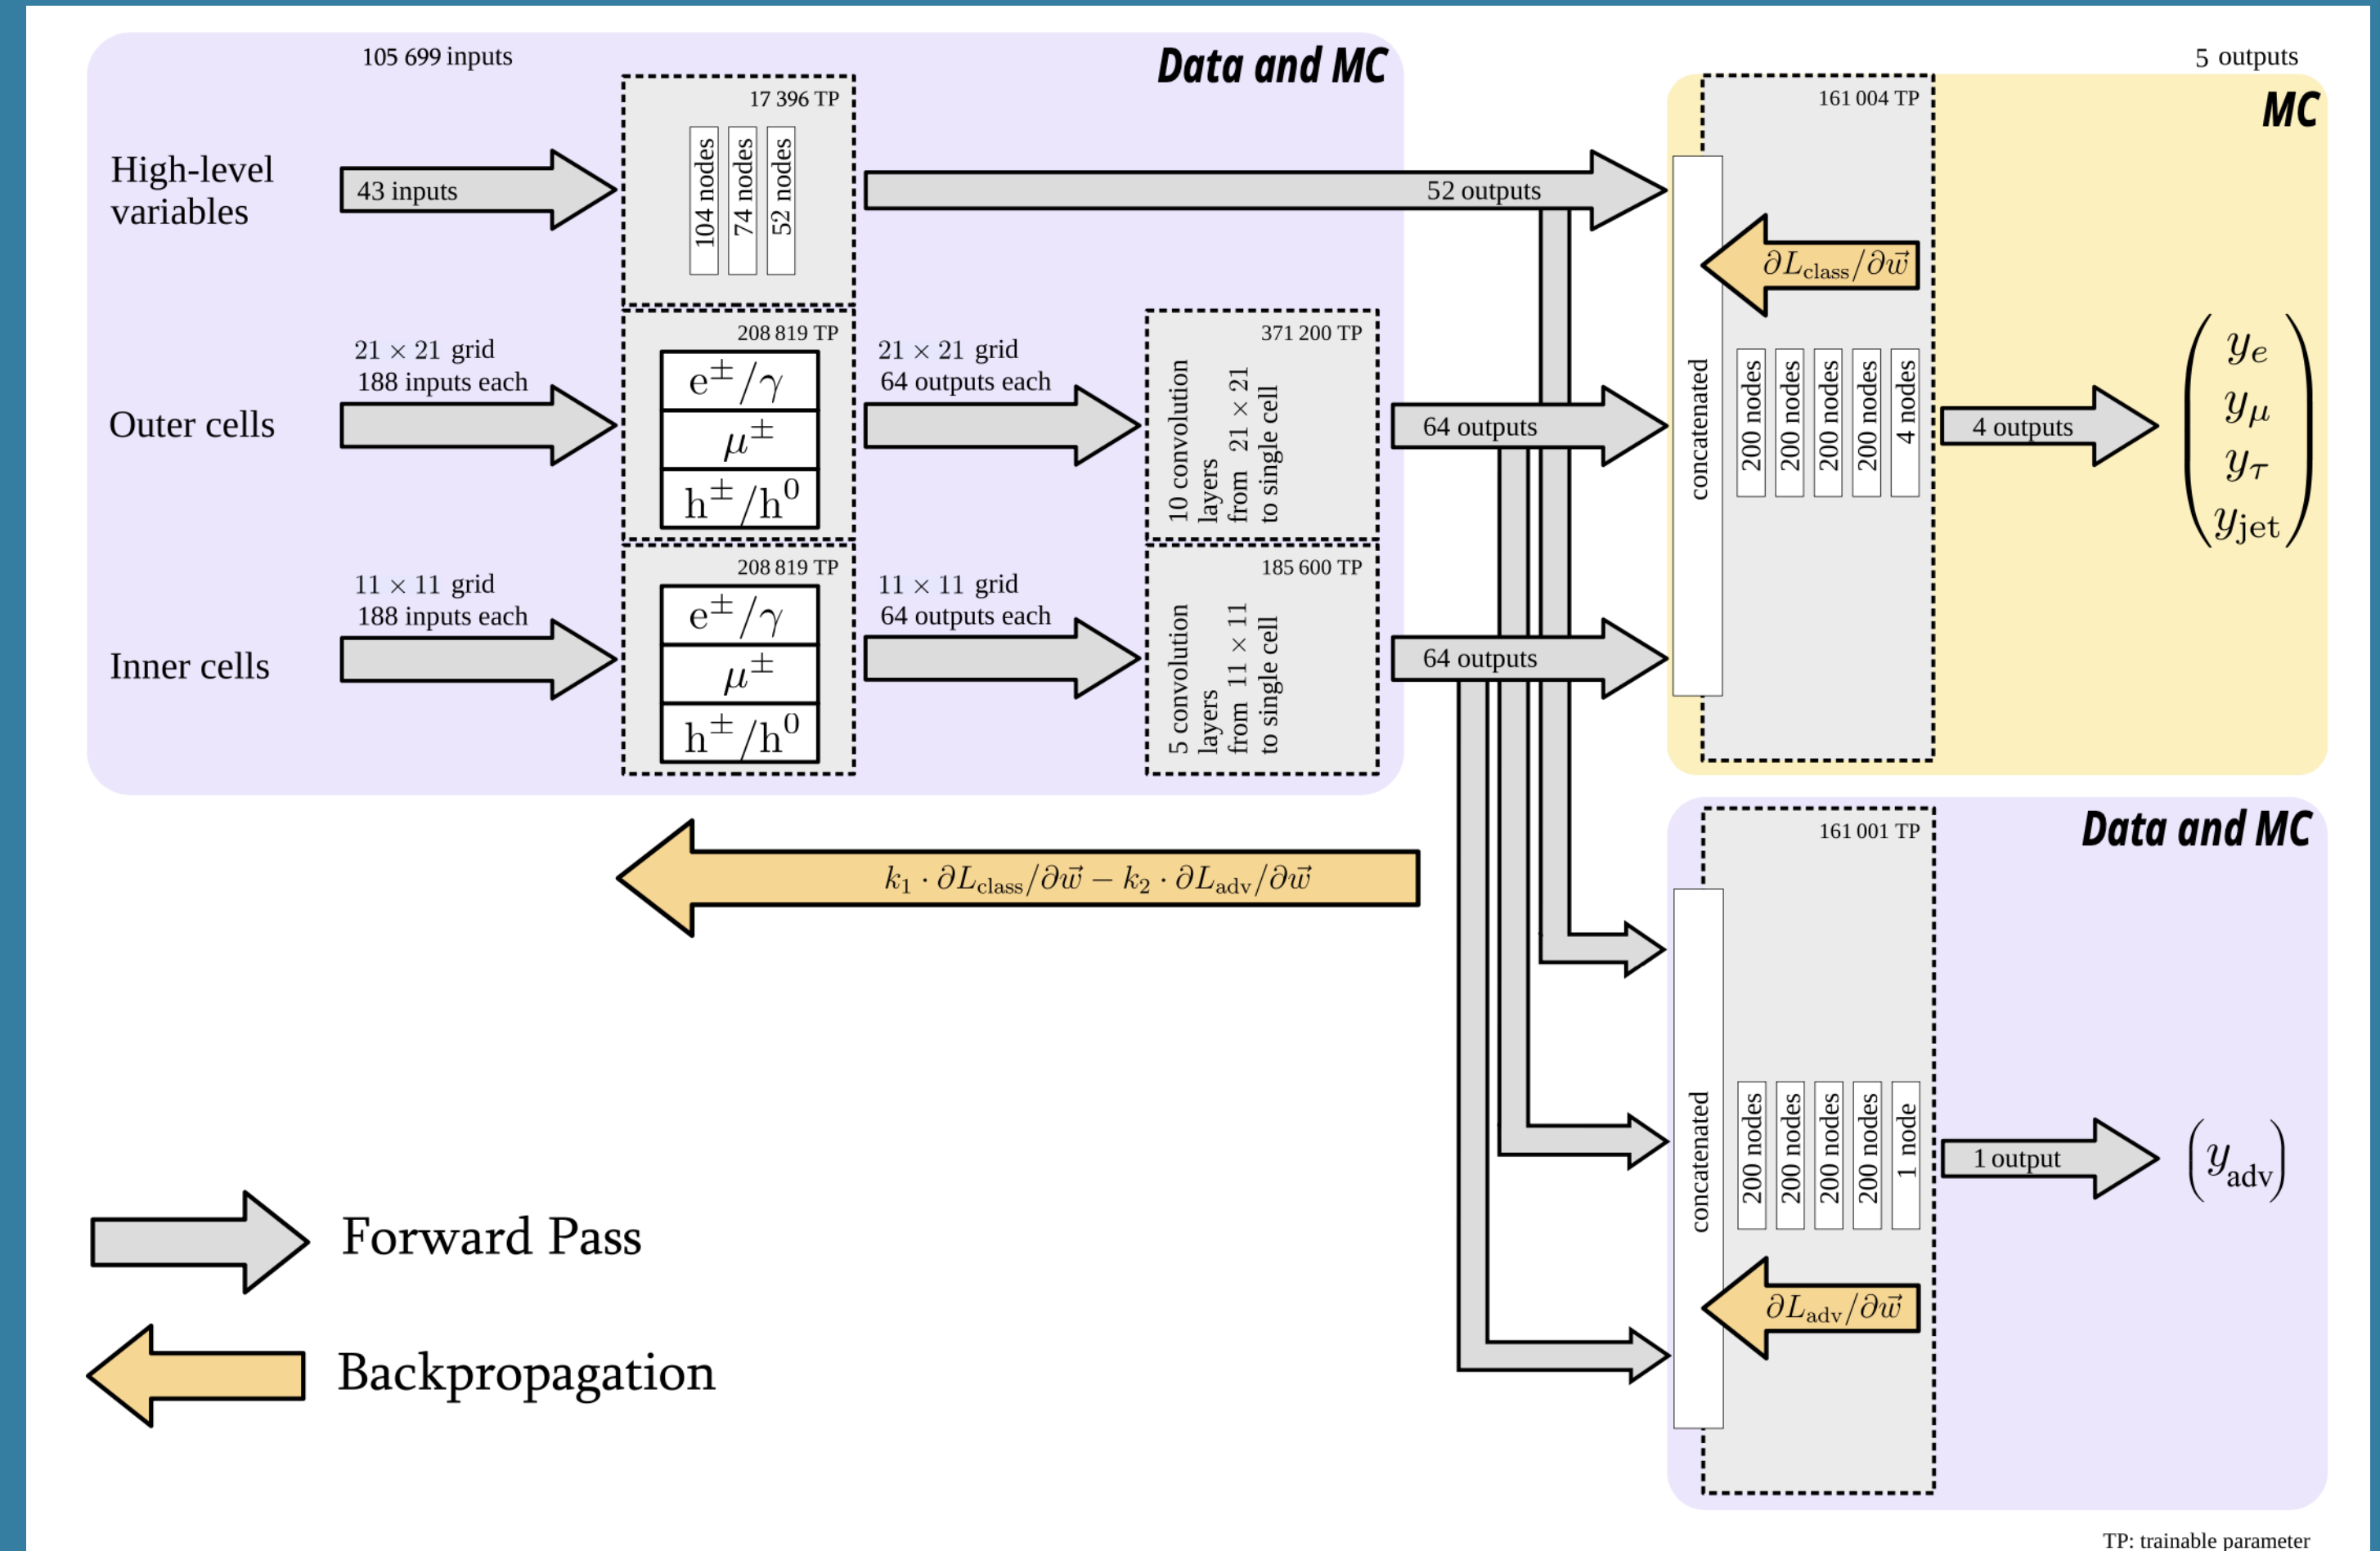 105 699 inputs
Data and MC
5 outputs
MC
High-level
variables
43 inputs
17 396 TP
104 nodes
74 nodes
52 nodes
52 outputs
Outer cells
21 × 21 grid
188 inputs each
208 819 TP
e±/γ
μ±
h±/h⁰
21 × 21 grid
64 outputs each
371 200 TP
10 convolution
layers
from 21 × 21
to single cell
64 outputs
Inner cells
11 × 11 grid
188 inputs each
208 819 TP
e±/γ
μ±
h±/h⁰
11 × 11 grid
64 outputs each
185 600 TP
5 convolution
layers
from 11 × 11
to single cell
64 outputs
161 004 TP
concatenated
∂L_class/∂w⃗
200 nodes
200 nodes
200 nodes
200 nodes
4 nodes
4 outputs
y_e
y_μ
y_τ
y_jet
k₁ · ∂L_class/∂w⃗ − k₂ · ∂L_adv/∂w⃗
Data and MC
161 001 TP
concatenated
200 nodes
200 nodes
200 nodes
200 nodes
1 node
∂L_adv/∂w⃗
1 output
(y_adv)
Forward Pass
Backpropagation
TP: trainable parameter